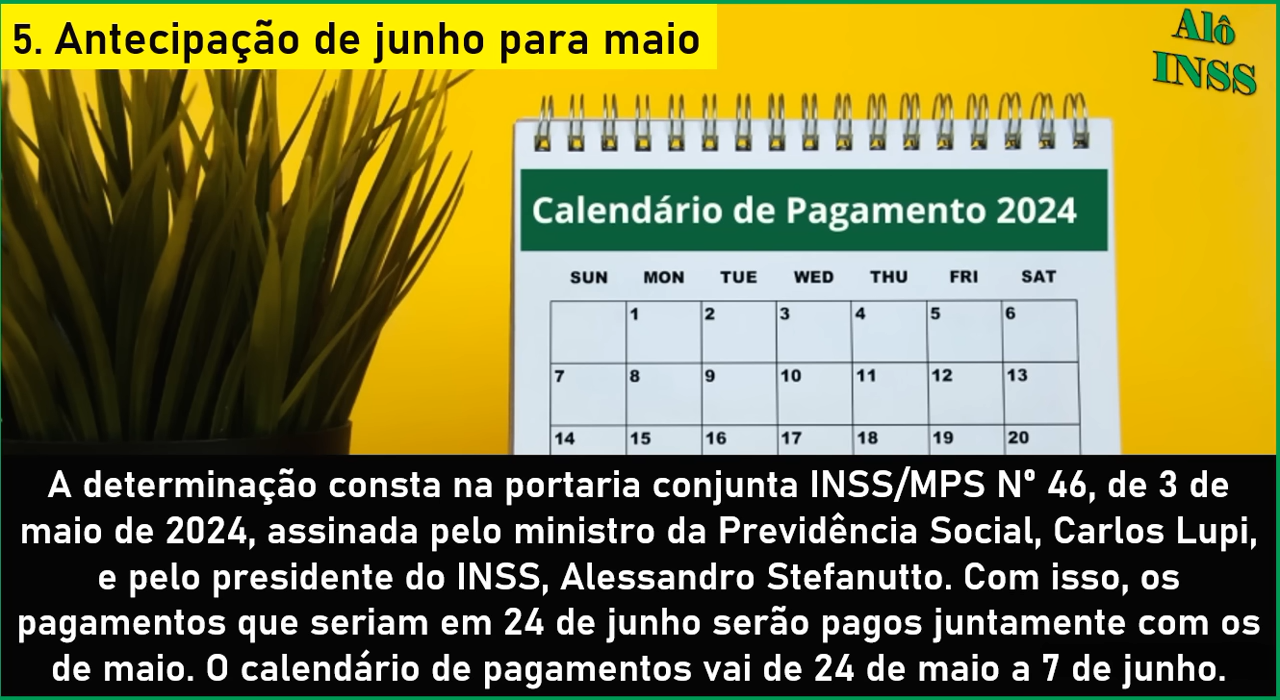 5. Antecipação de junho para maio
Alô
INSS
Calendário de Pagamento 2024
SUN MON TUE WED THU FRI SAT
1 2 3 4 5 6
7 8 9 10 11 12 13
14 15 16 17 18 19 20
A determinação consta na portaria conjunta INSS/MPS Nº 46, de 3 de
maio de 2024, assinada pelo ministro da Previdência Social, Carlos Lupi,
e pelo presidente do INSS, Alessandro Stefanutto. Com isso, os
pagamentos que seriam em 24 de junho serão pagos juntamente com os
de maio. O calendário de pagamentos vai de 24 de maio a 7 de junho.